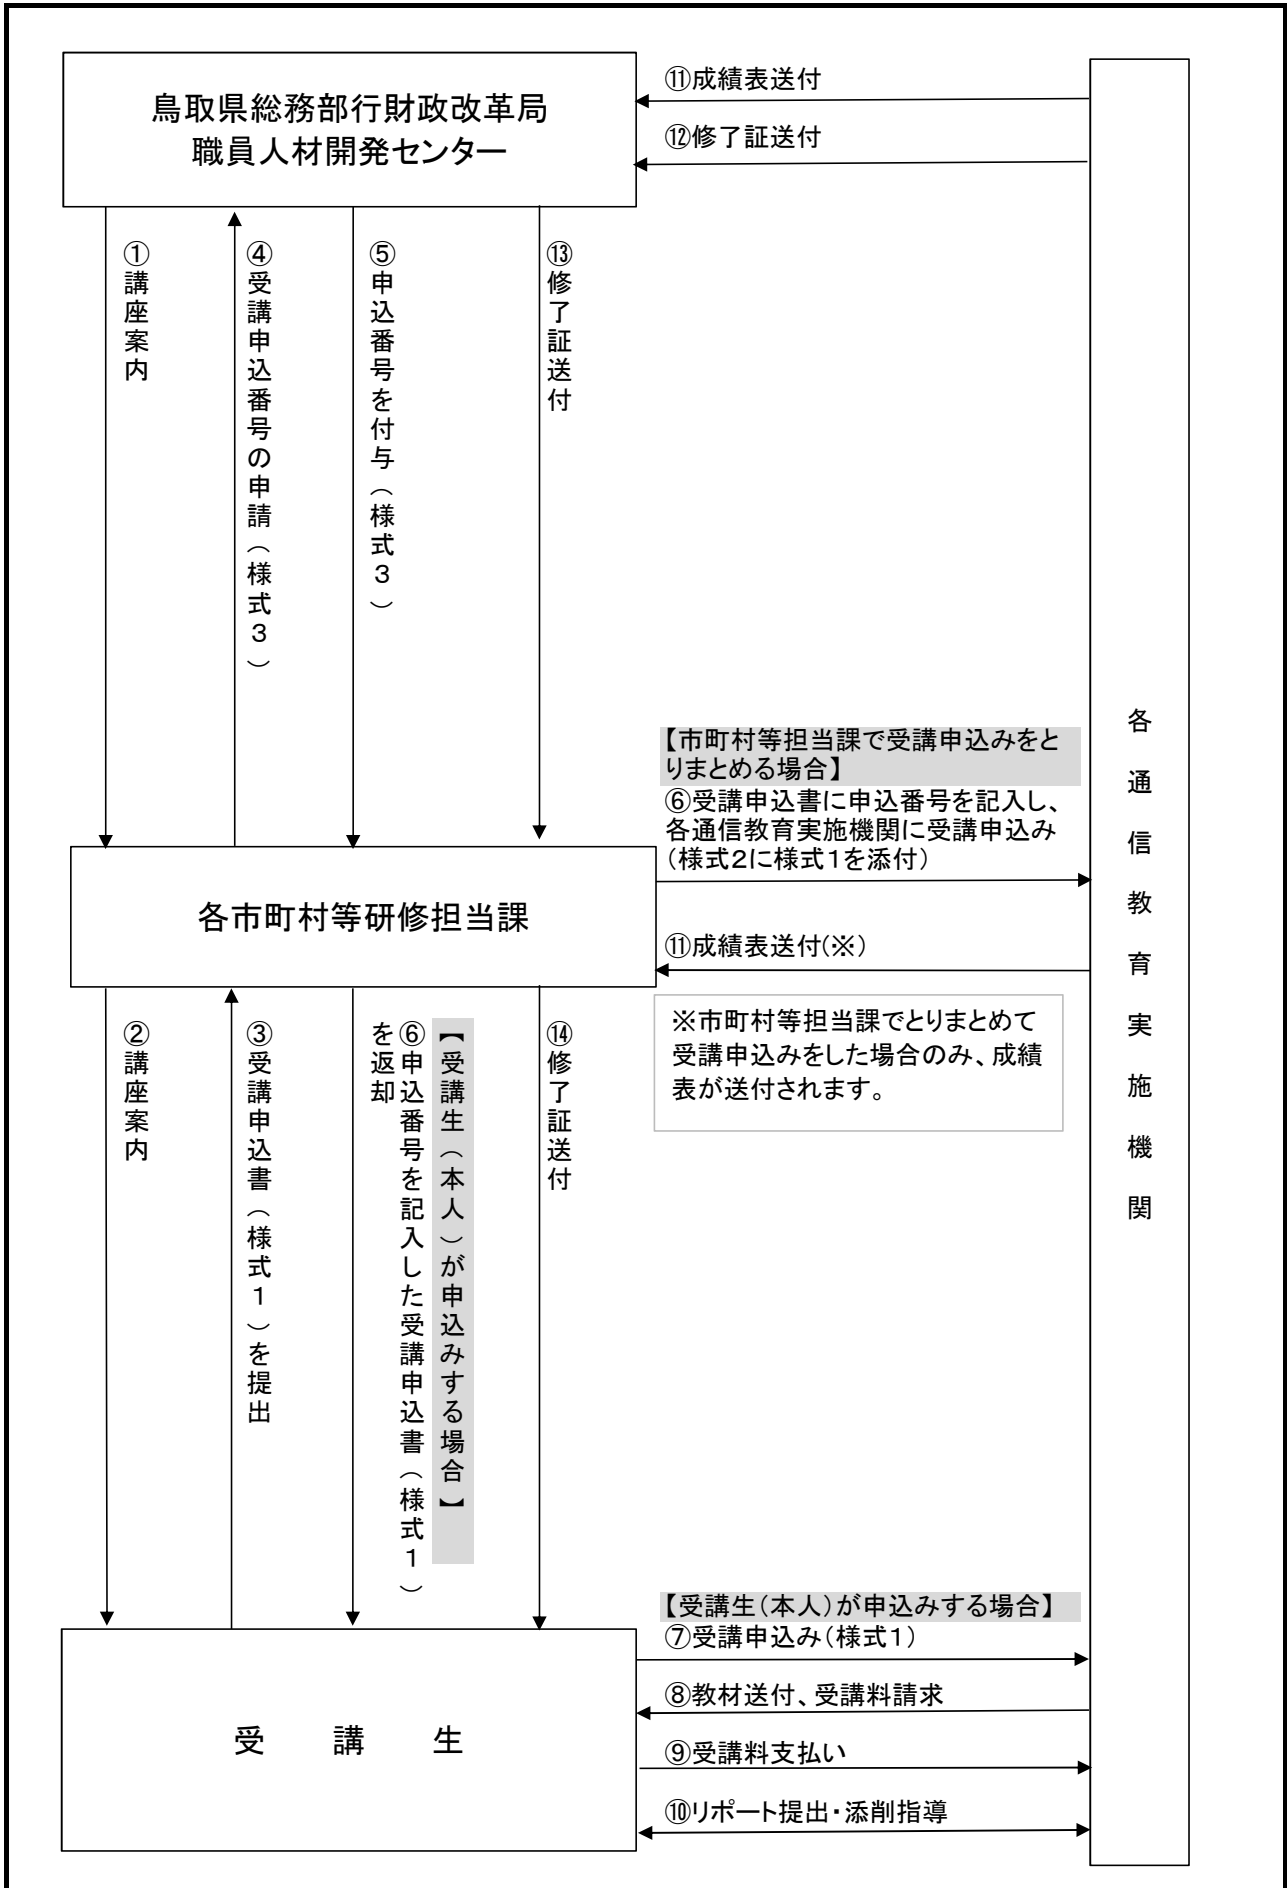 鳥取県総務部行財政改革局
職員人材開発センター
⑪成績表送付
⑫修了証送付
①講座案内
④受講申込番号の申請(様式3)
⑤申込番号を付与(様式3)
⑬修了証送付
【市町村等担当課で受講申込みをと
りまとめる場合】
⑥受講申込書に申込番号を記入し、
各通信教育実施機関に受講申込み
(様式2に様式1を添付)
各市町村等研修担当課
⑪成績表送付(※)
※市町村等担当課でとりまとめて
受講申込みをした場合のみ、成績
表が送付されます。
各通信教育実施機関
②講座案内
③受講申込書(様式1)を提出
【受講生(本人)が申込みする場合】
⑥申込番号を記入した受講申込書(様式1)
を返却
⑭修了証送付
【受講生(本人)が申込みする場合】
⑦受講申込み(様式1)
⑧教材送付、受講料請求
⑨受講料支払い
⑩リポート提出・添削指導
受　講　生